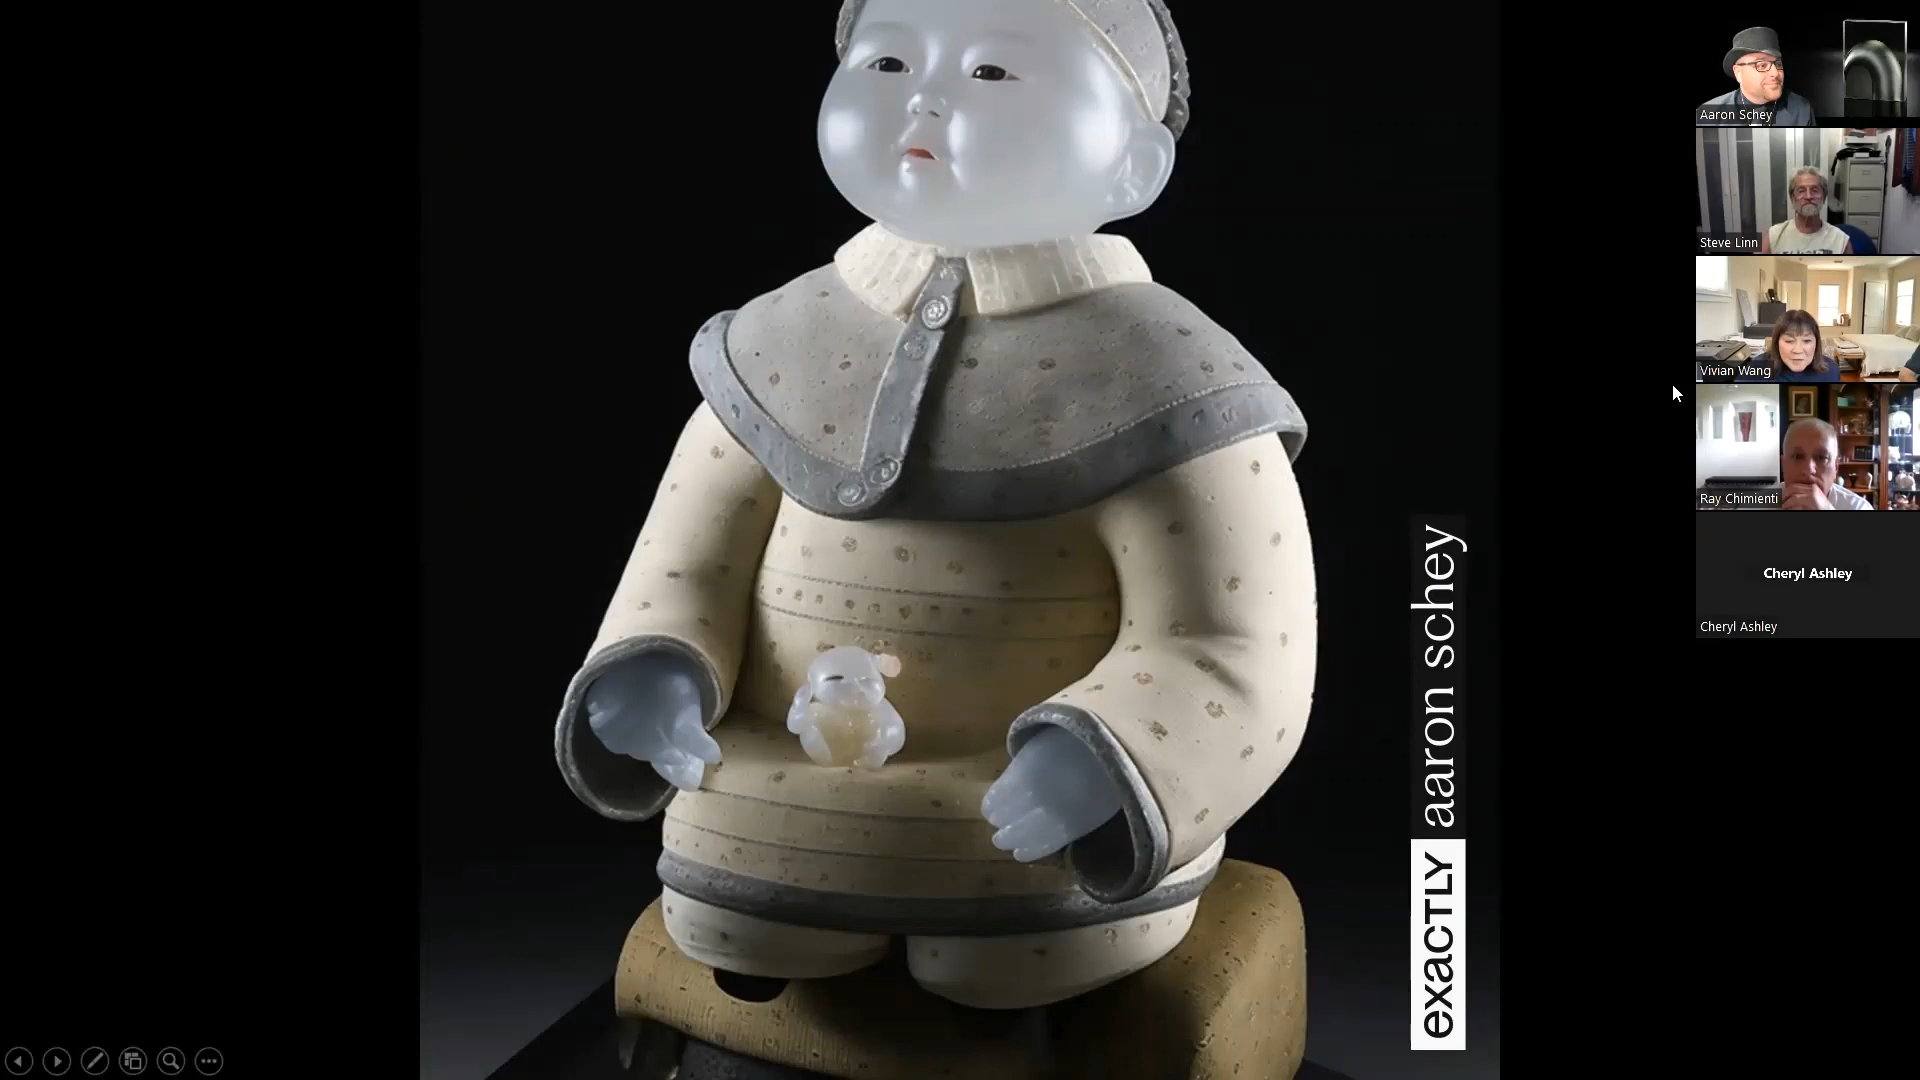 exactly aaron schey
Aaron Schey
Steve Linn
Vivian Wang
Ray Chimienti
Cheryl Ashley
Cheryl Ashley